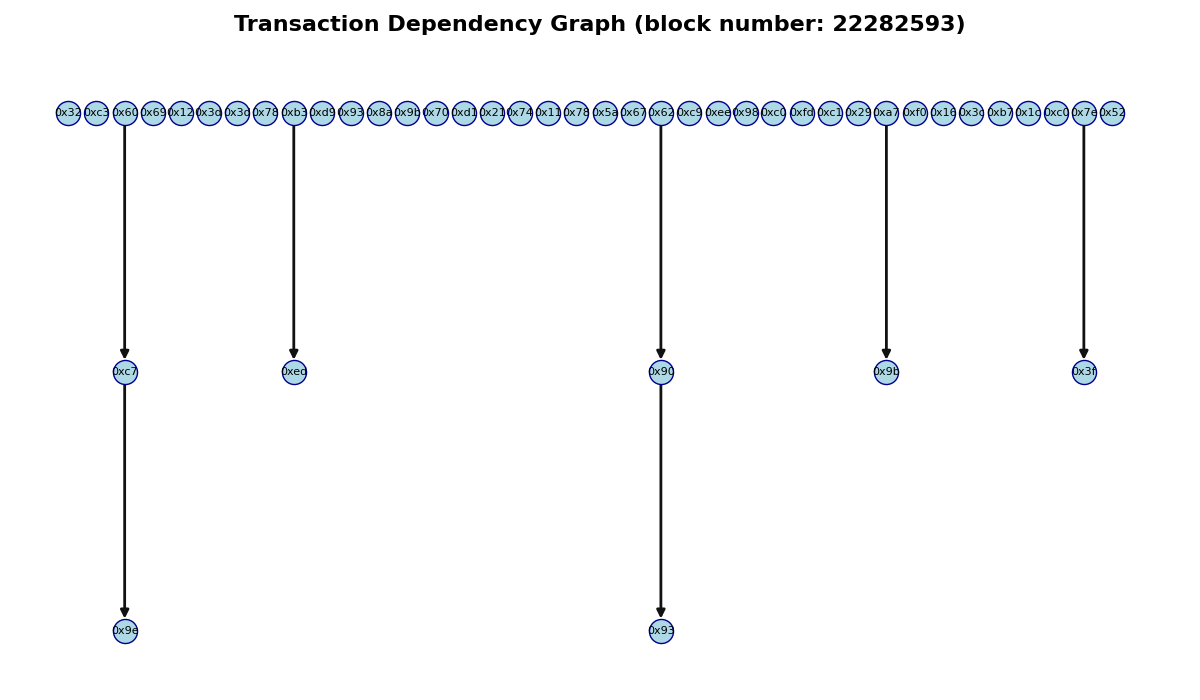 Transaction Dependency Graph (block number: 22282593)
0x32 0xc3 0x60 0x69 0x12 0x3d 0x3d 0x78 0xb3 0xd9 0x93 0x8a 0x9b 0x70 0xd1 0x21 0x74 0x11 0x78 0x5a 0x67 0x62 0xc9 0xee 0x98 0xc0 0xfd 0xc1 0x29 0xa7 0xf0 0x16 0x3c 0xb7 0x1c 0xc0 0x7e 0x52
0xc7 0xed 0x90 0x9b 0x3f
0x9e 0x93